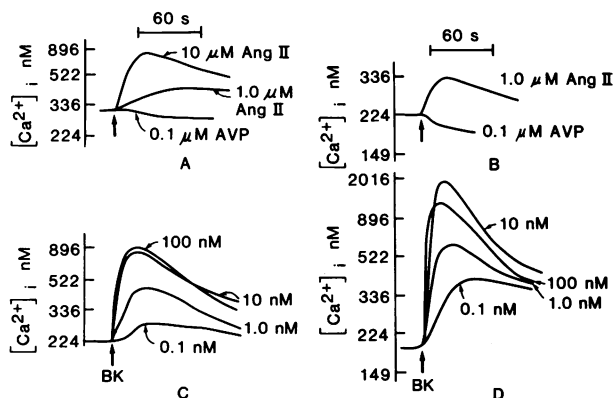 60 s
896
522
336
224
[Ca2+] i nM
10 μM Ang II
1.0 μM
Ang II
0.1 μM AVP
A
60 s
336
224
149
[Ca2+] i nM
1.0 μM Ang II
0.1 μM AVP
B
896
522
336
224
[Ca2+] i nM
100 nM
10 nM
1.0 nM
0.1 nM
BK
C
2016
896
522
336
224
149
[Ca2+] i nM
10 nM
100 nM
1.0 nM
0.1 nM
BK
D